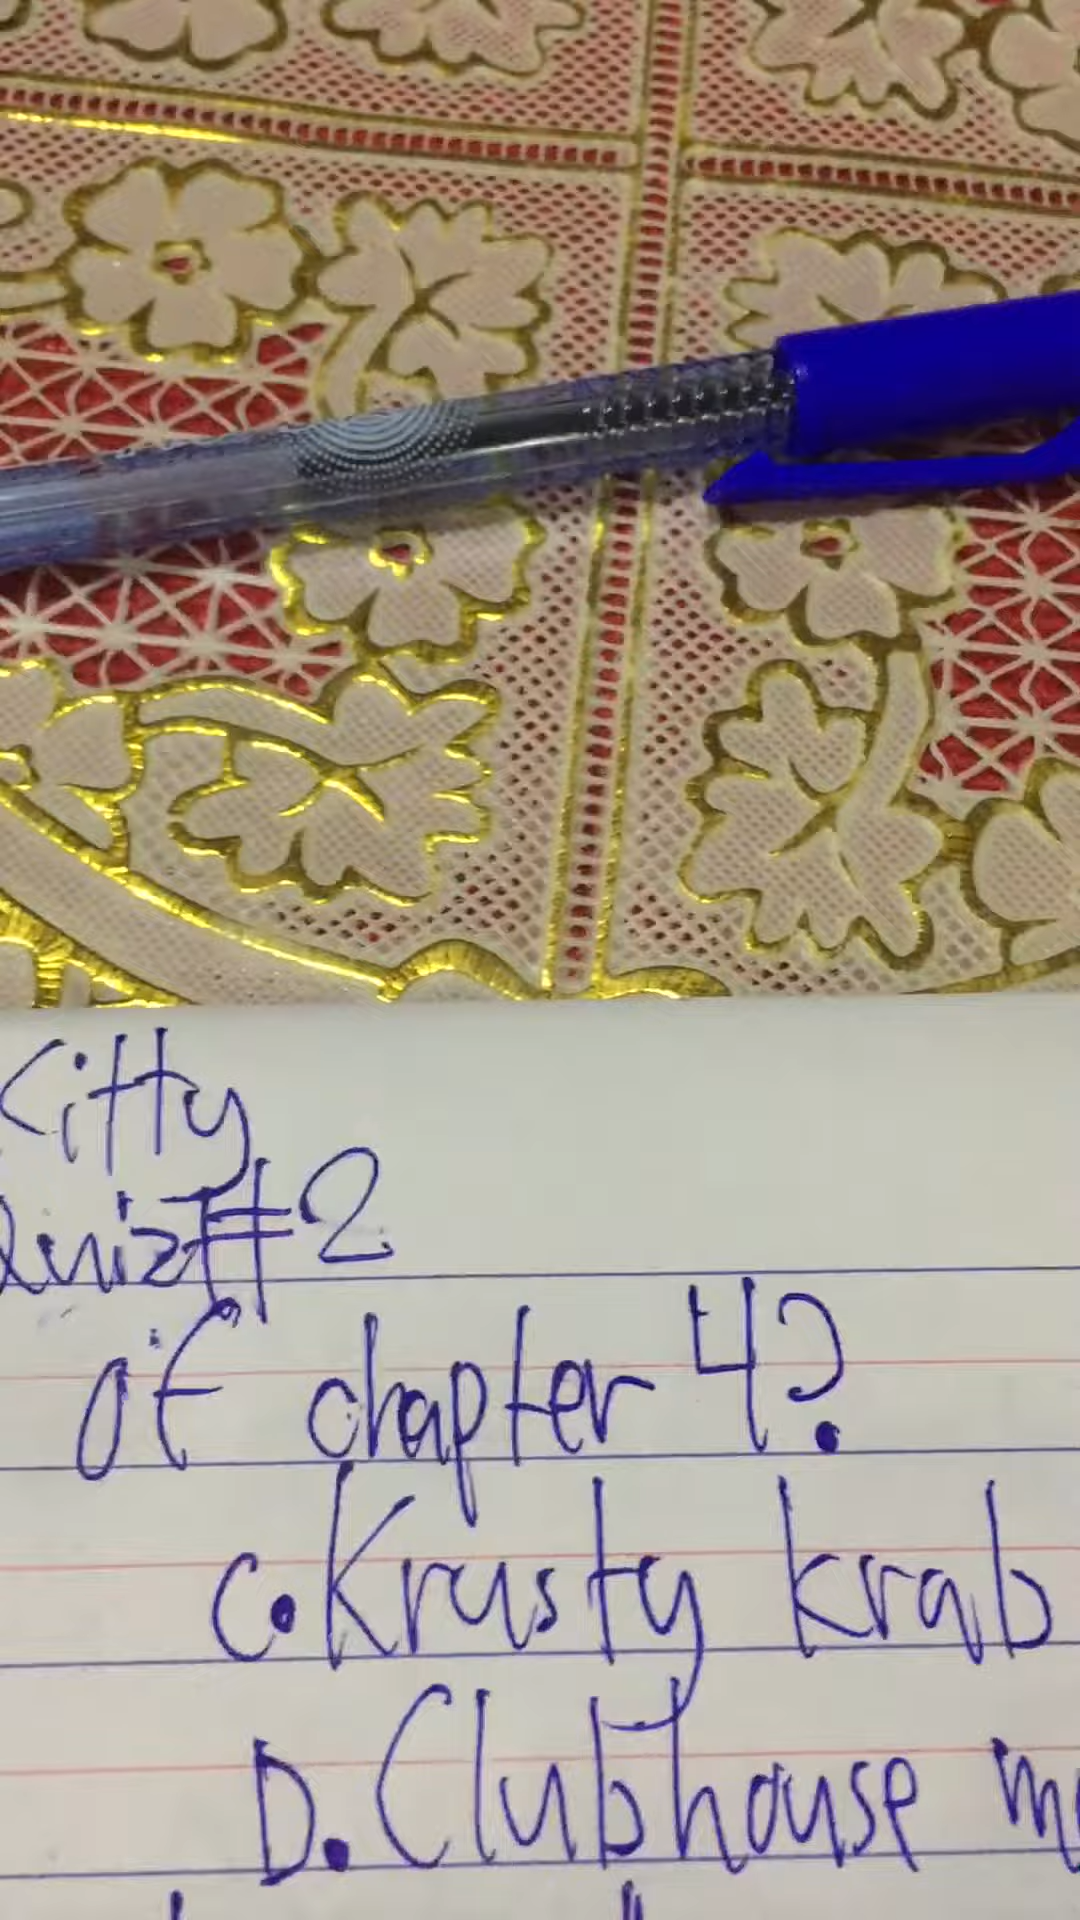 Kitty
Quiz #2
of chapter 4?
C. Krusty krab
D. Clubhouse